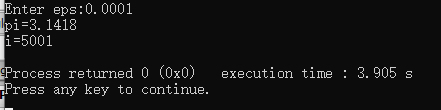 Enter eps:0.0001
pi=3.1418
i=5001
Process returned 0 (0x0)   execution time : 3.905 s
Press any key to continue.